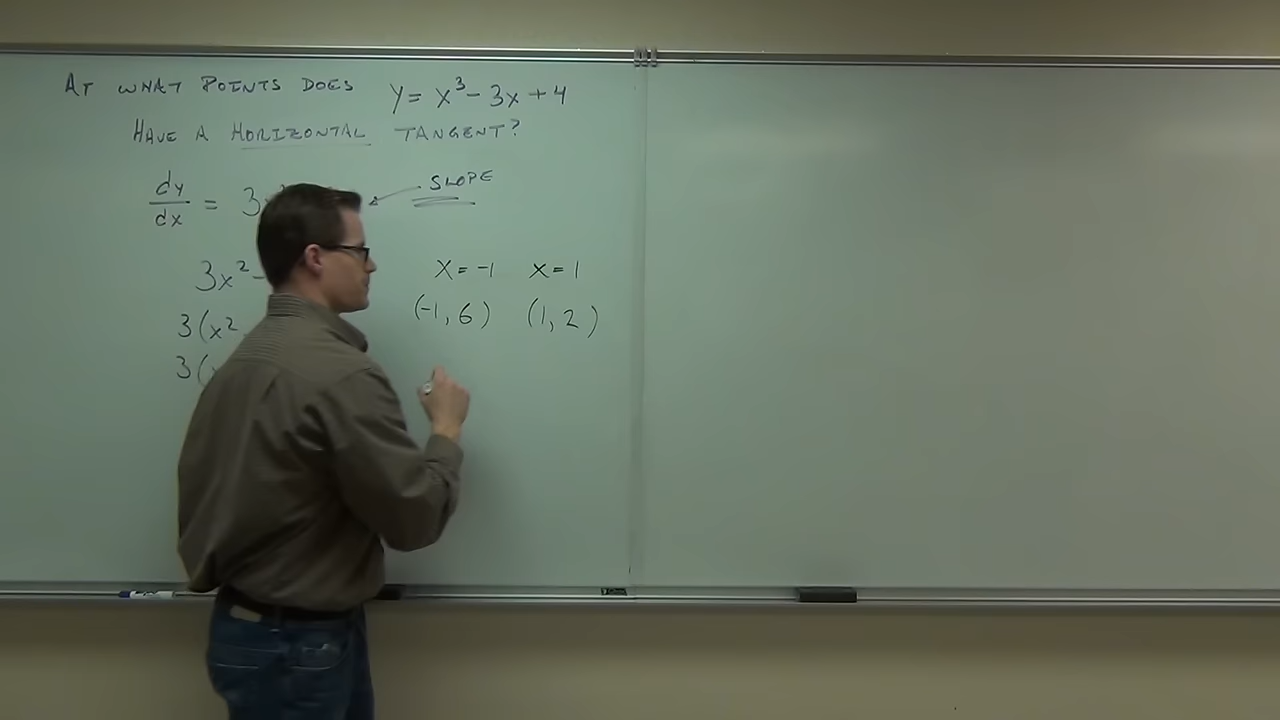 AT WHAT POINTS DOES y = x³ - 3x + 4
HAVE A HORIZONTAL TANGENT?
dy/dx = 3x² SLOPE
3x² -
3(x²
3(
x = -1 x = 1
(-1, 6) (1, 2)